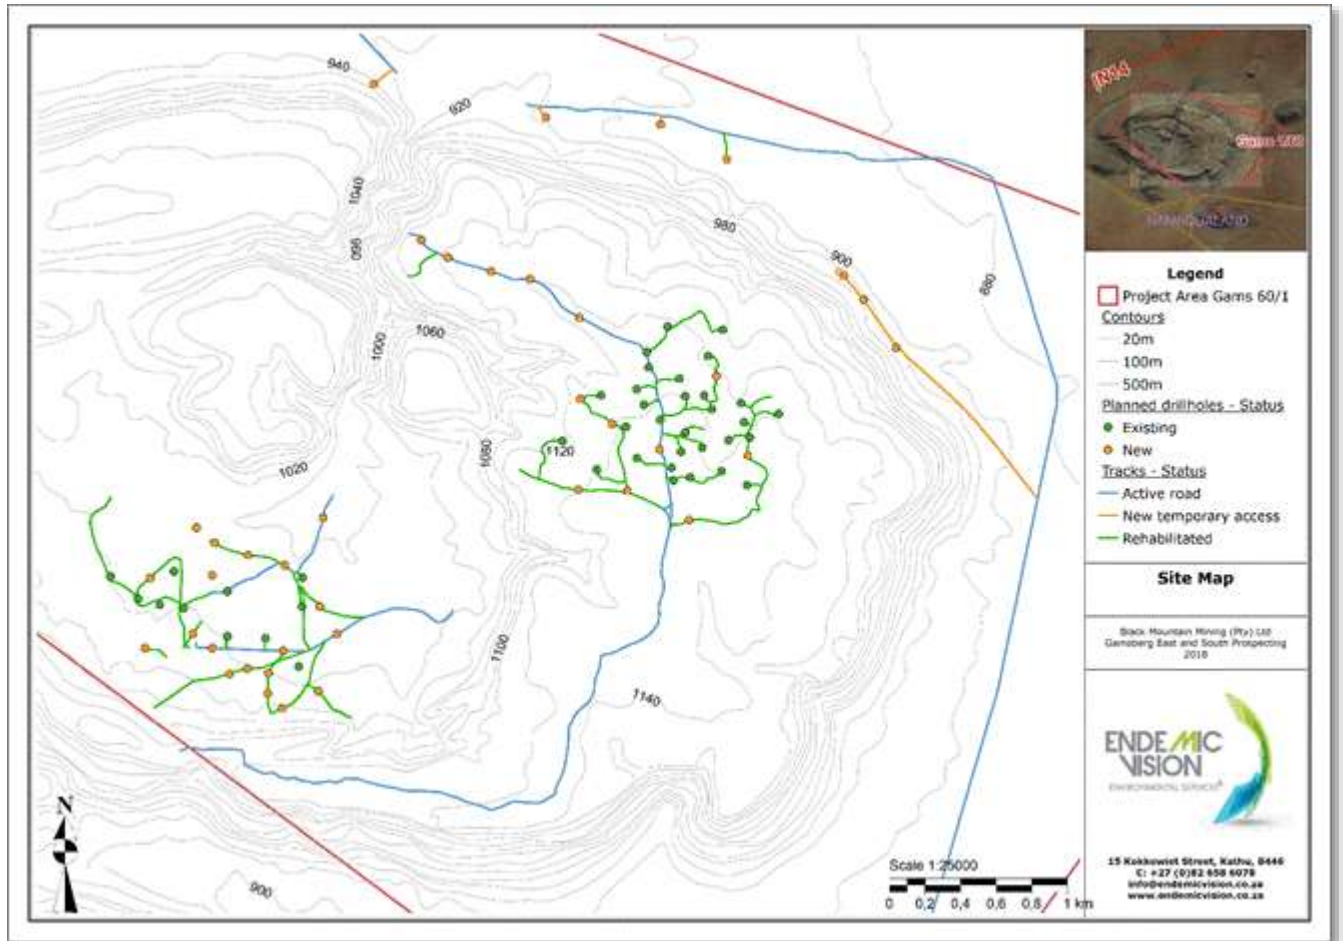 940
920
1040
960
980
900
880
1000
1060
1080
1120
1020
1100
1140
900
N
Scale 1:25000
0 0,2 0,4 0,6 0,8 1 km
N14
Gams 1/60
NAMAQUALAND
Legend
Project Area Gams 60/1
Contours
20m
100m
500m
Planned drillholes - Status
Existing
New
Tracks - Status
Active road
New temporary access
Rehabilitated
Site Map
Black Mountain Mining (Pty) Ltd
Gamsberg East and South Prospecting
2018
ENDEMIC
VISION
ENVIRONMENTAL SERVICES
15 Kokkowiet Street, Kathu, 8446
C: +27 (0)82 658 6078
info@endemicvision.co.za
www.endemicvision.co.za